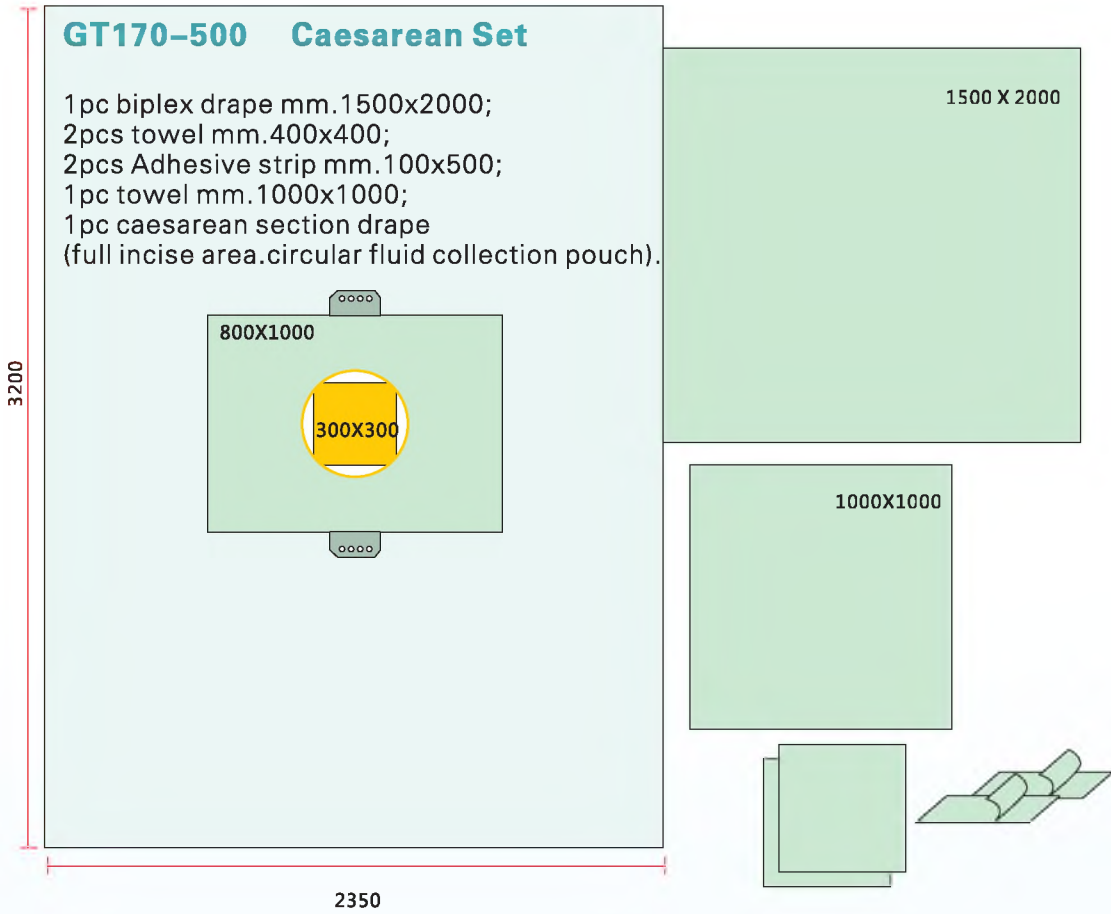 GT170–500 Caesarean Set
1pc biplex drape mm.1500x2000;
2pcs towel mm.400x400;
2pcs Adhesive strip mm.100x500;
1pc towel mm.1000x1000;
1pc caesarean section drape
(full incise area.circular fluid collection pouch).
1500 X 2000
800X1000
300X300
3200
1000X1000
2350